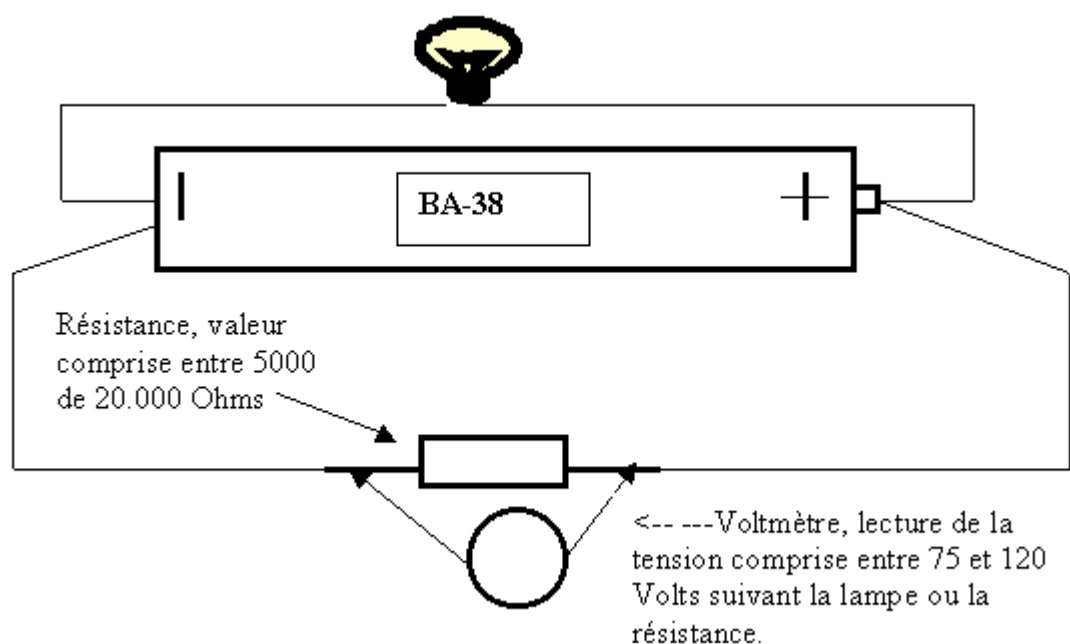 BA-38
Résistance, valeur
comprise entre 5000
de 20.000 Ohms
<-- ---Voltmètre, lecture de la
tension comprise entre 75 et 120
Volts suivant la lampe ou la
résistance.